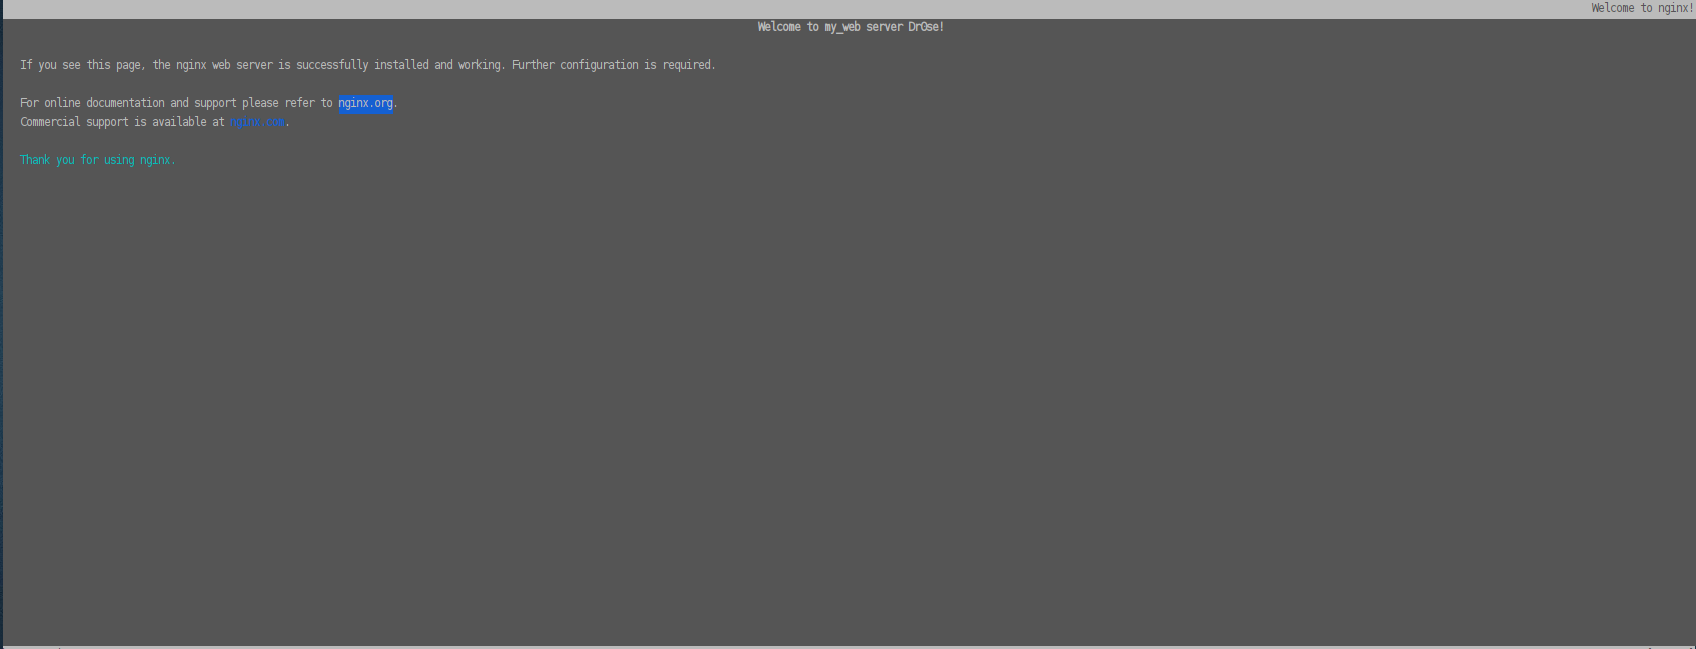 Welcome to nginx!
Welcome to my_web server Dr0se!
If you see this page, the nginx web server is successfully installed and working. Further configuration is required.
For online documentation and support please refer to nginx.org.
Commercial support is available at nginx.com.
Thank you for using nginx.